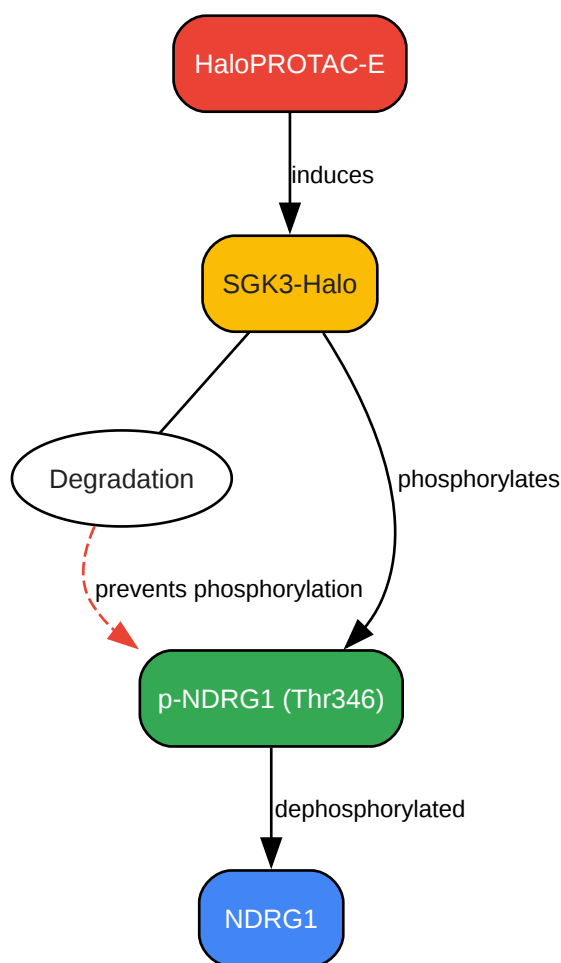 HaloPROTAC-E
induces
SGK3-Halo
Degradation
phosphorylates
prevents phosphorylation
p-NDRG1 (Thr346)
dephosphorylated
NDRG1